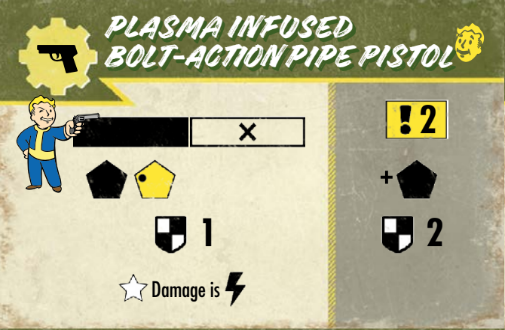 PLASMA INFUSED
BOLT-ACTION PIPE PISTOL
! 2
+
1
2
Damage is